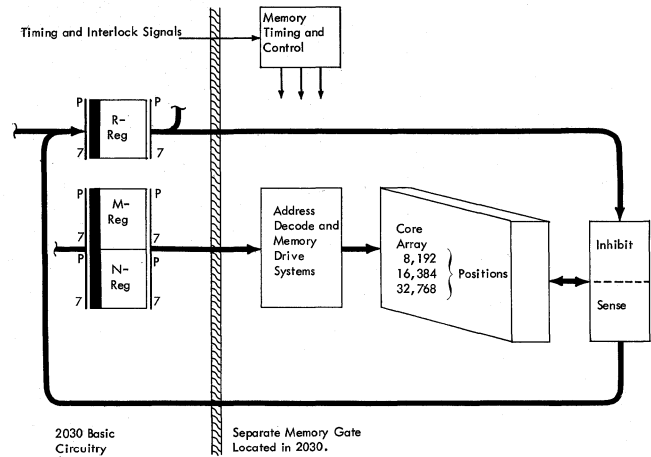 Memory
Timing and
Control
Timing and Interlock Signals
P
P
R-
Reg
7
7
P
P
M-
Reg
7
P
P
N-
Reg
7
7
Address
Decode and
Memory
Drive
Systems
Core
Array
8,192
16,384
32,768
Positions
Inhibit
Sense
2030 Basic
Circuitry
Separate Memory Gate
Located in 2030.